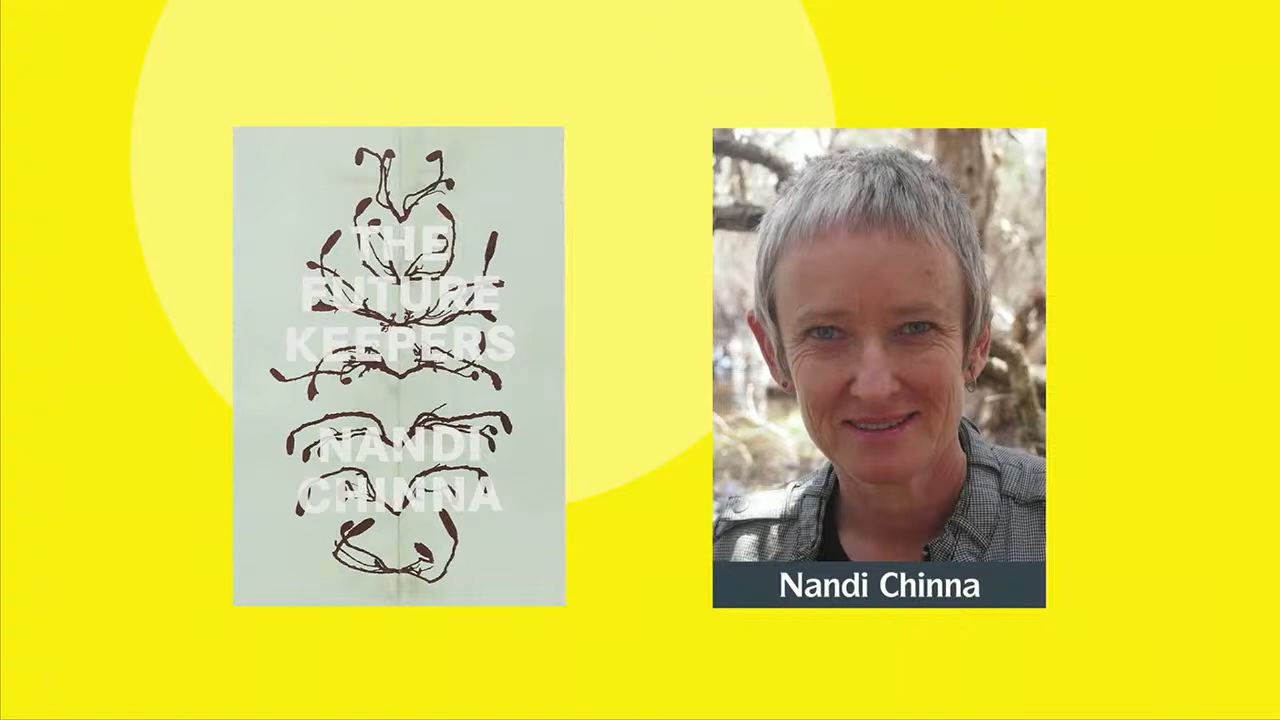 THE
FUTURE
KEEPERS
NANDI
CHINNA
Nandi Chinna